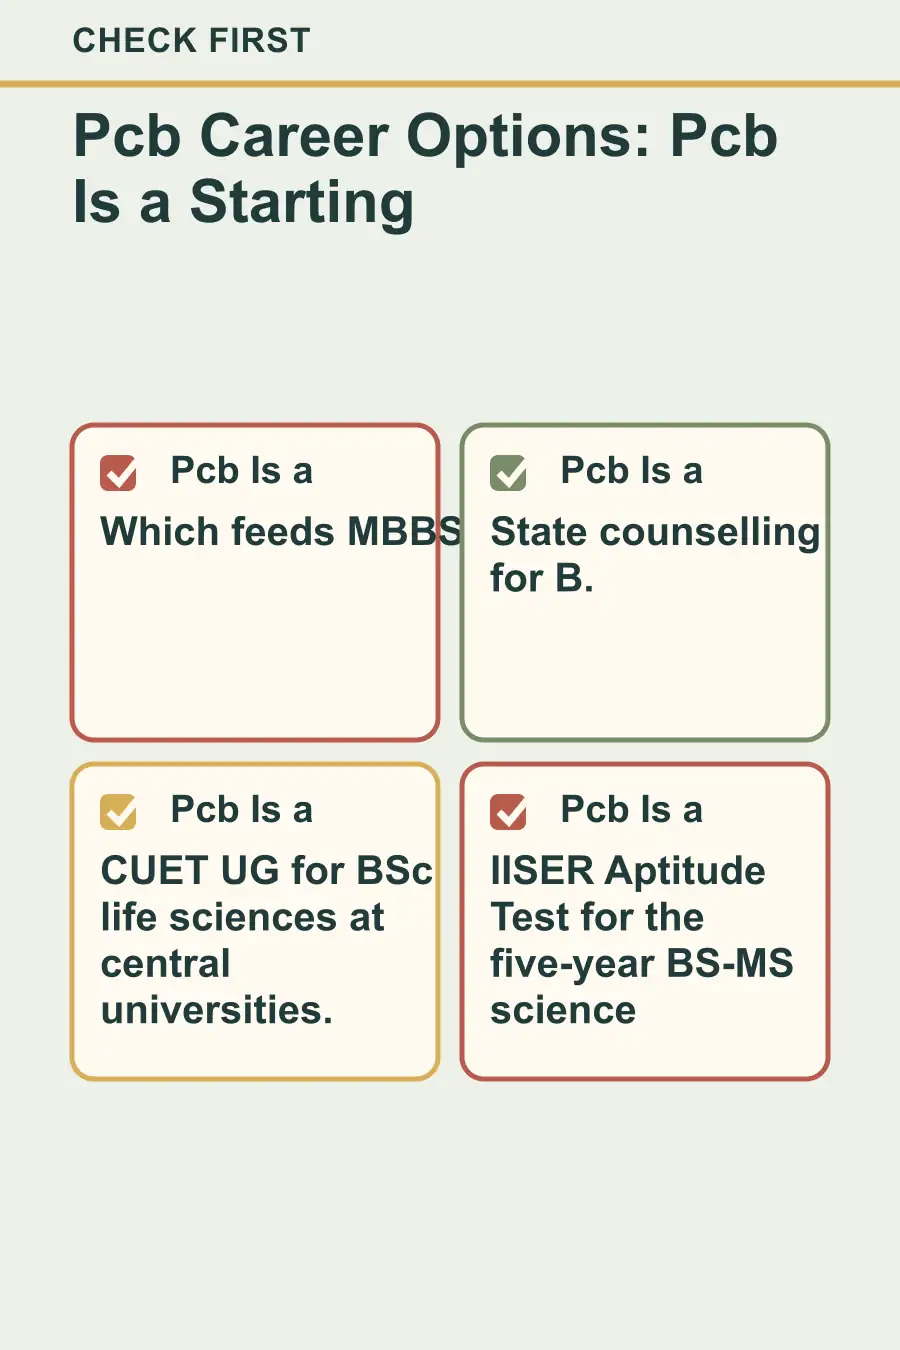 CHECK FIRST
Pcb Career Options: Pcb
Is a Starting
Pcb Is a
Which feeds MBBS
Pcb Is a
State counselling
for B.
Pcb Is a
CUET UG for BSc
life sciences at
central
universities.
Pcb Is a
IISER Aptitude
Test for the
five-year BS-MS
science